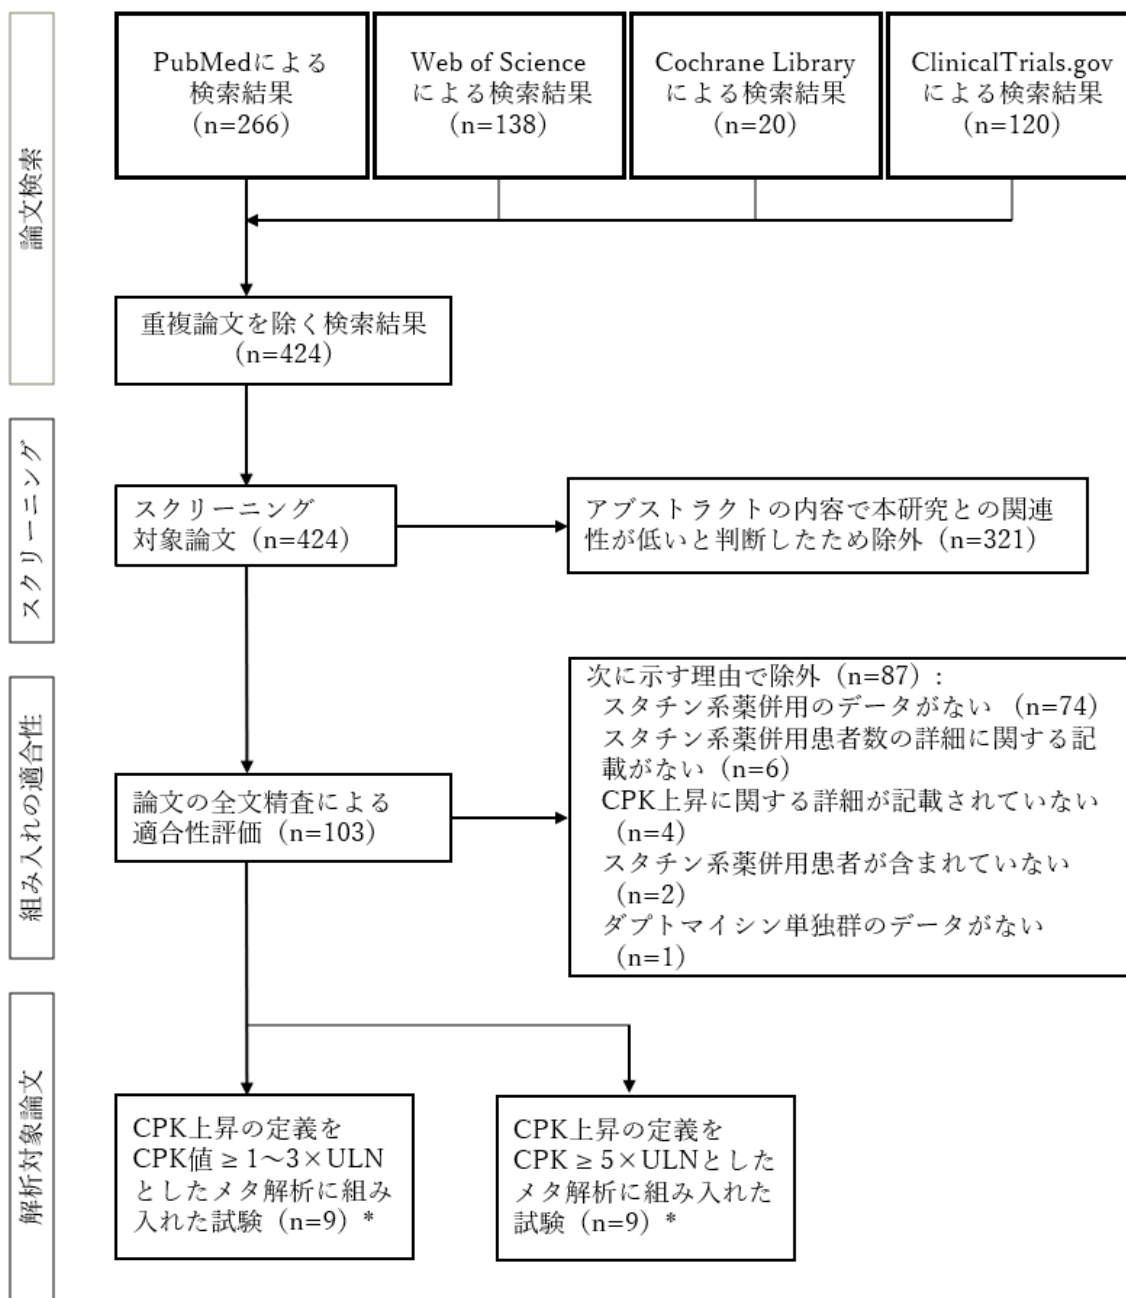 論文検索
PubMedによる
検索結果
(n=266)
Web of Science
による検索結果
(n=138)
Cochrane Library
による検索結果
(n=20)
ClinicalTrials.gov
による検索結果
(n=120)
重複論文を除く検索結果
(n=424)
スクリーニング
スクリーニング
対象論文（n=424）
アブストラクトの内容で本研究との関連
性が低いと判断したため除外（n=321）
組み入れの適合性
論文の全文精査による
適合性評価（n=103）
次に示す理由で除外（n=87）:
スタチン系薬併用のデータがない （n=74）
スタチン系薬併用患者数の詳細に関する記
載がない（n=6）
CPK上昇に関する詳細が記載されていない
（n=4）
スタチン系薬併用患者が含まれていない
（n=2）
ダプトマイシン単独群のデータがない
（n=1）
解析対象論文
CPK上昇の定義を
CPK値 ≥ 1～3×ULN
としたメタ解析に組み
入れた試験（n=9）*
CPK上昇の定義を
CPK ≥ 5×ULNとした
メタ解析に組み入れた
試験（n=9）*